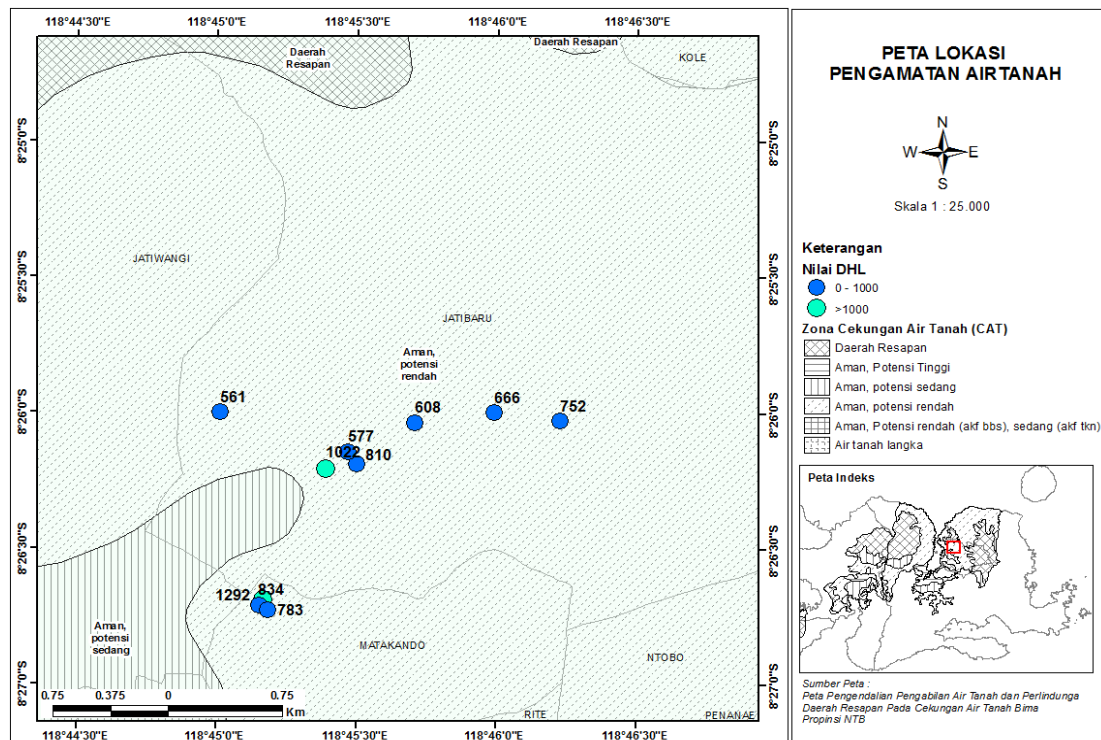 118°44'30"E 118°45'0"E 118°45'30"E 118°46'0"E 118°46'30"E
Daerah
Resapan
Daerah Resapan
KOLE
8°25'0"S 8°25'0"S
JATIWANGI
8°25'30"S 8°25'30"S
JATIBARU
Aman,
potensi
rendah
561
608
666
752
8°26'0"S 8°26'0"S
577
1022
810
8°26'30"S 8°26'30"S
1292
834
783
Aman,
potensi
sedang
MATAKANDO
NTOBO
8°27'0"S 8°27'0"S
0.75 0.375 0 0.75
Km
RITE
PENANAE
118°44'30"E 118°45'0"E 118°45'30"E 118°46'0"E 118°46'30"E
PETA LOKASI
PENGAMATAN AIRTANAH
N
W E
S
Skala 1 : 25.000
Keterangan
Nilai DHL
0 - 1000
>1000
Zona Cekungan Air Tanah (CAT)
Daerah Resapan
Aman, Potensi Tinggi
Aman, potensi sedang
Aman, potensi rendah
Aman, Potensi rendah (akf bbs), sedang (akf tkn)
Air tanah langka
Peta Indeks
Sumber Peta :
Peta Pengendalian Pengabilan Air Tanah dan Perlindunga
Daerah Resapan Pada Cekungan Air Tanah Bima
Propinsi NTB